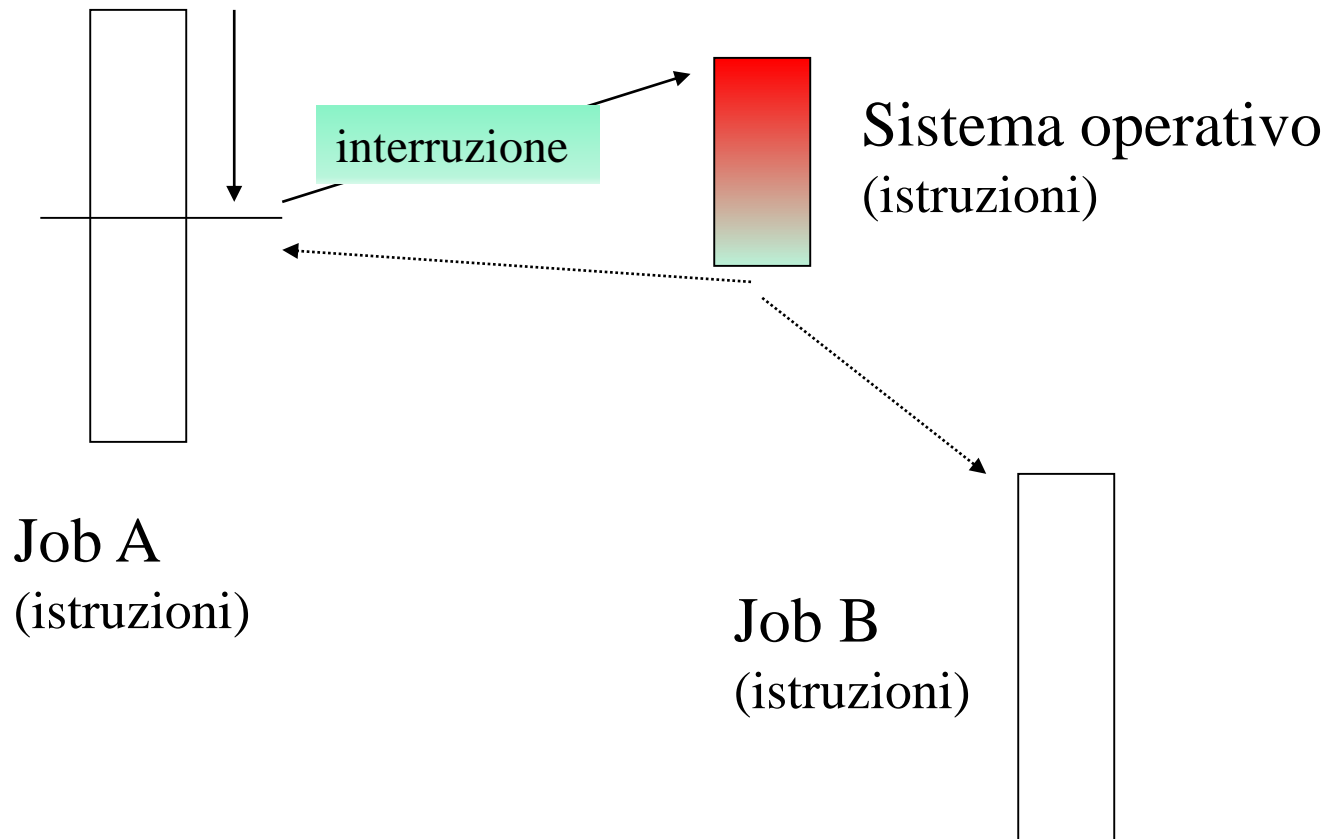 interruzione
Sistema operativo
(istruzioni)
Job A
(istruzioni)
Job B
(istruzioni)